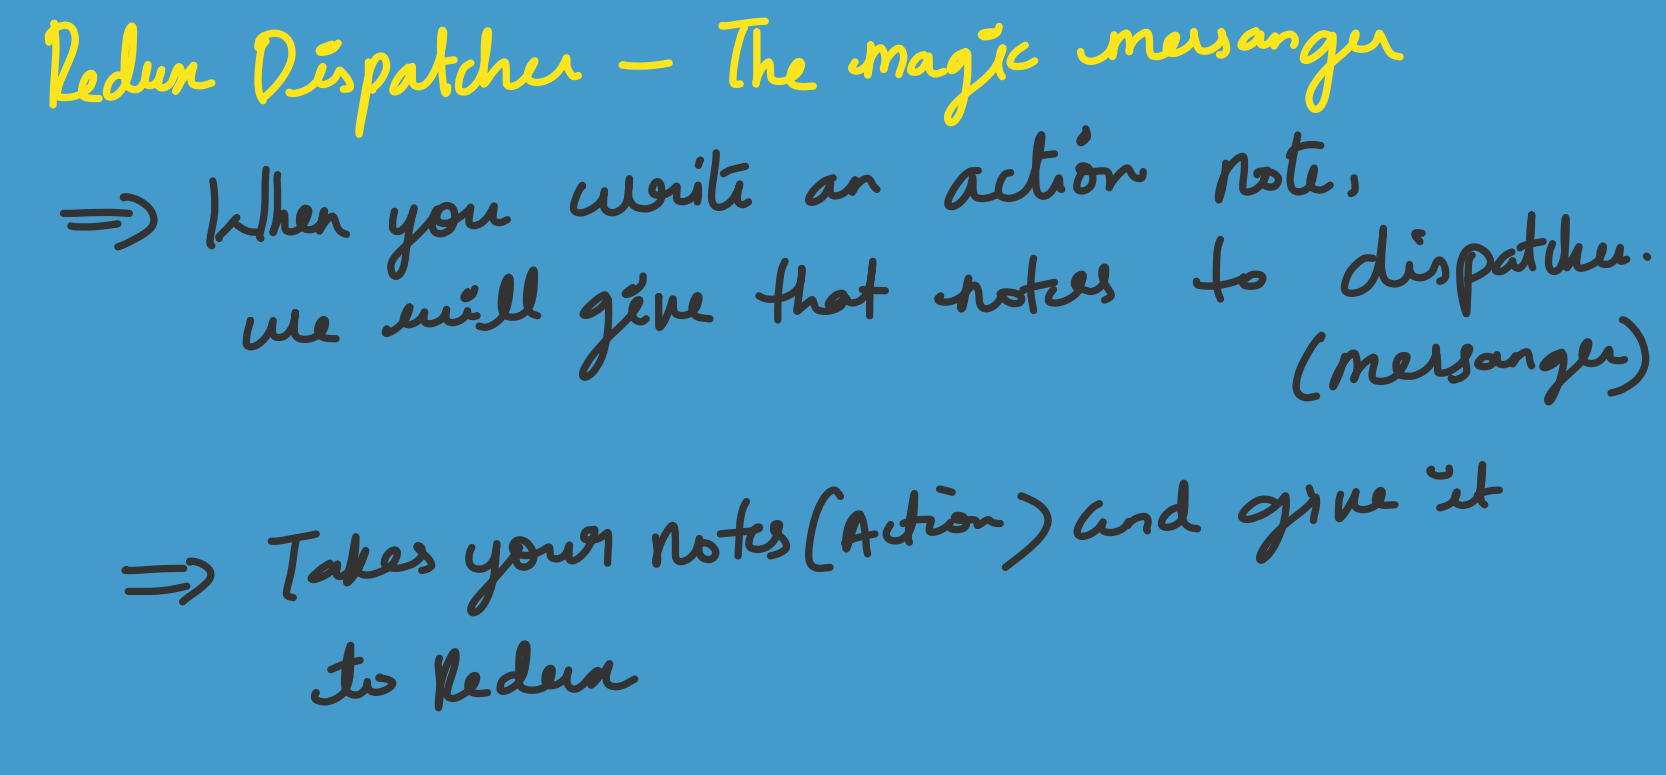 Redux Dispatcher – The magic messanger
⇒ When you write an action note,
we will give that notes to dispatcher.
(messanger)
⇒ Takes your notes (Action) and give it
to Redux